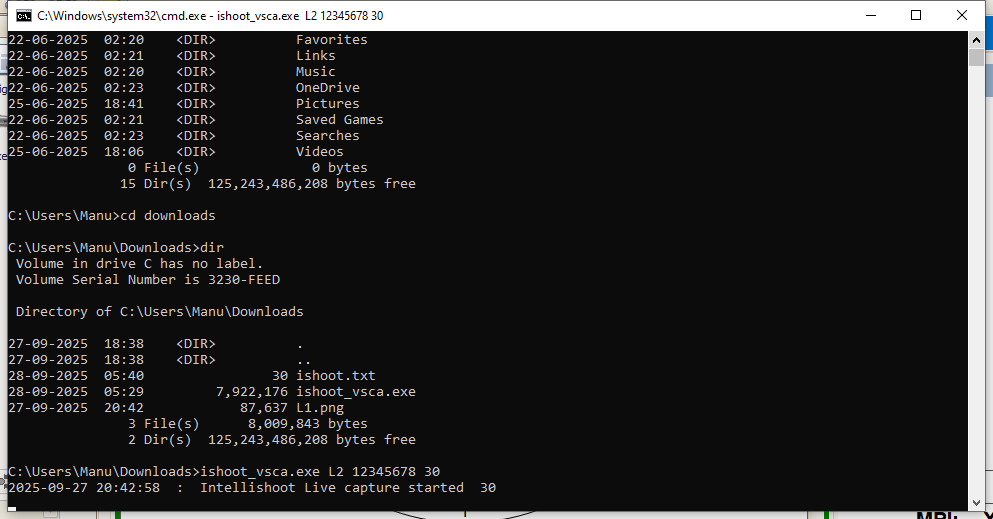 C:\Windows\system32\cmd.exe - ishoot_vsca.exe L2 12345678 30
22-06-2025  02:20    <DIR>          Favorites
22-06-2025  02:21    <DIR>          Links
22-06-2025  02:20    <DIR>          Music
22-06-2025  02:23    <DIR>          OneDrive
25-06-2025  18:41    <DIR>          Pictures
22-06-2025  02:21    <DIR>          Saved Games
22-06-2025  02:23    <DIR>          Searches
25-06-2025  18:06    <DIR>          Videos
               0 File(s)              0 bytes
              15 Dir(s)  125,243,486,208 bytes free
C:\Users\Manu>cd downloads
C:\Users\Manu\Downloads>dir
 Volume in drive C has no label.
 Volume Serial Number is 3230-FEED
 Directory of C:\Users\Manu\Downloads
27-09-2025  18:38    <DIR>          .
27-09-2025  18:38    <DIR>          ..
28-09-2025  05:40                30 ishoot.txt
28-09-2025  05:29         7,922,176 ishoot_vsca.exe
27-09-2025  20:42            87,637 L1.png
               3 File(s)      8,009,843 bytes
               2 Dir(s)  125,243,486,208 bytes free
C:\Users\Manu\Downloads>ishoot_vsca.exe L2 12345678 30
2025-09-27 20:42:58  :  Intellishoot Live capture started  30